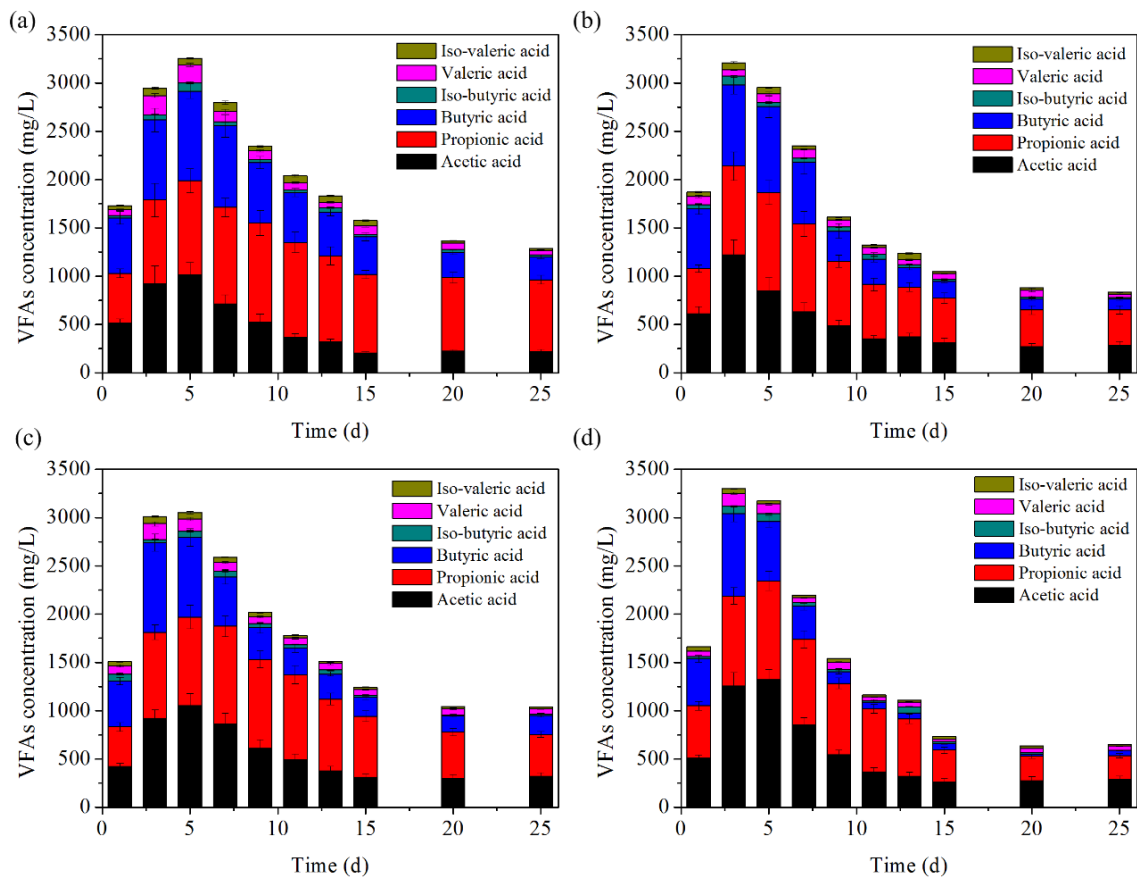 (a)
3500
3000
2500
2000
1500
1000
500
0
VFAs concentration (mg/L)
Iso-valeric acid
Valeric acid
Iso-butyric acid
Butyric acid
Propionic acid
Acetic acid
0 5 10 15 20 25
Time (d)
(b)
3500
3000
2500
2000
1500
1000
500
0
VFAs concentration (mg/L)
Iso-valeric acid
Valeric acid
Iso-butyric acid
Butyric acid
Propionic acid
Acetic acid
0 5 10 15 20 25
Time (d)
(c)
3500
3000
2500
2000
1500
1000
500
0
VFAs concentration (mg/L)
Iso-valeric acid
Valeric acid
Iso-butyric acid
Butyric acid
Propionic acid
Acetic acid
0 5 10 15 20 25
Time (d)
(d)
3500
3000
2500
2000
1500
1000
500
0
VFAs concentration (mg/L)
Iso-valeric acid
Valeric acid
Iso-butyric acid
Butyric acid
Propionic acid
Acetic acid
0 5 10 15 20 25
Time (d)